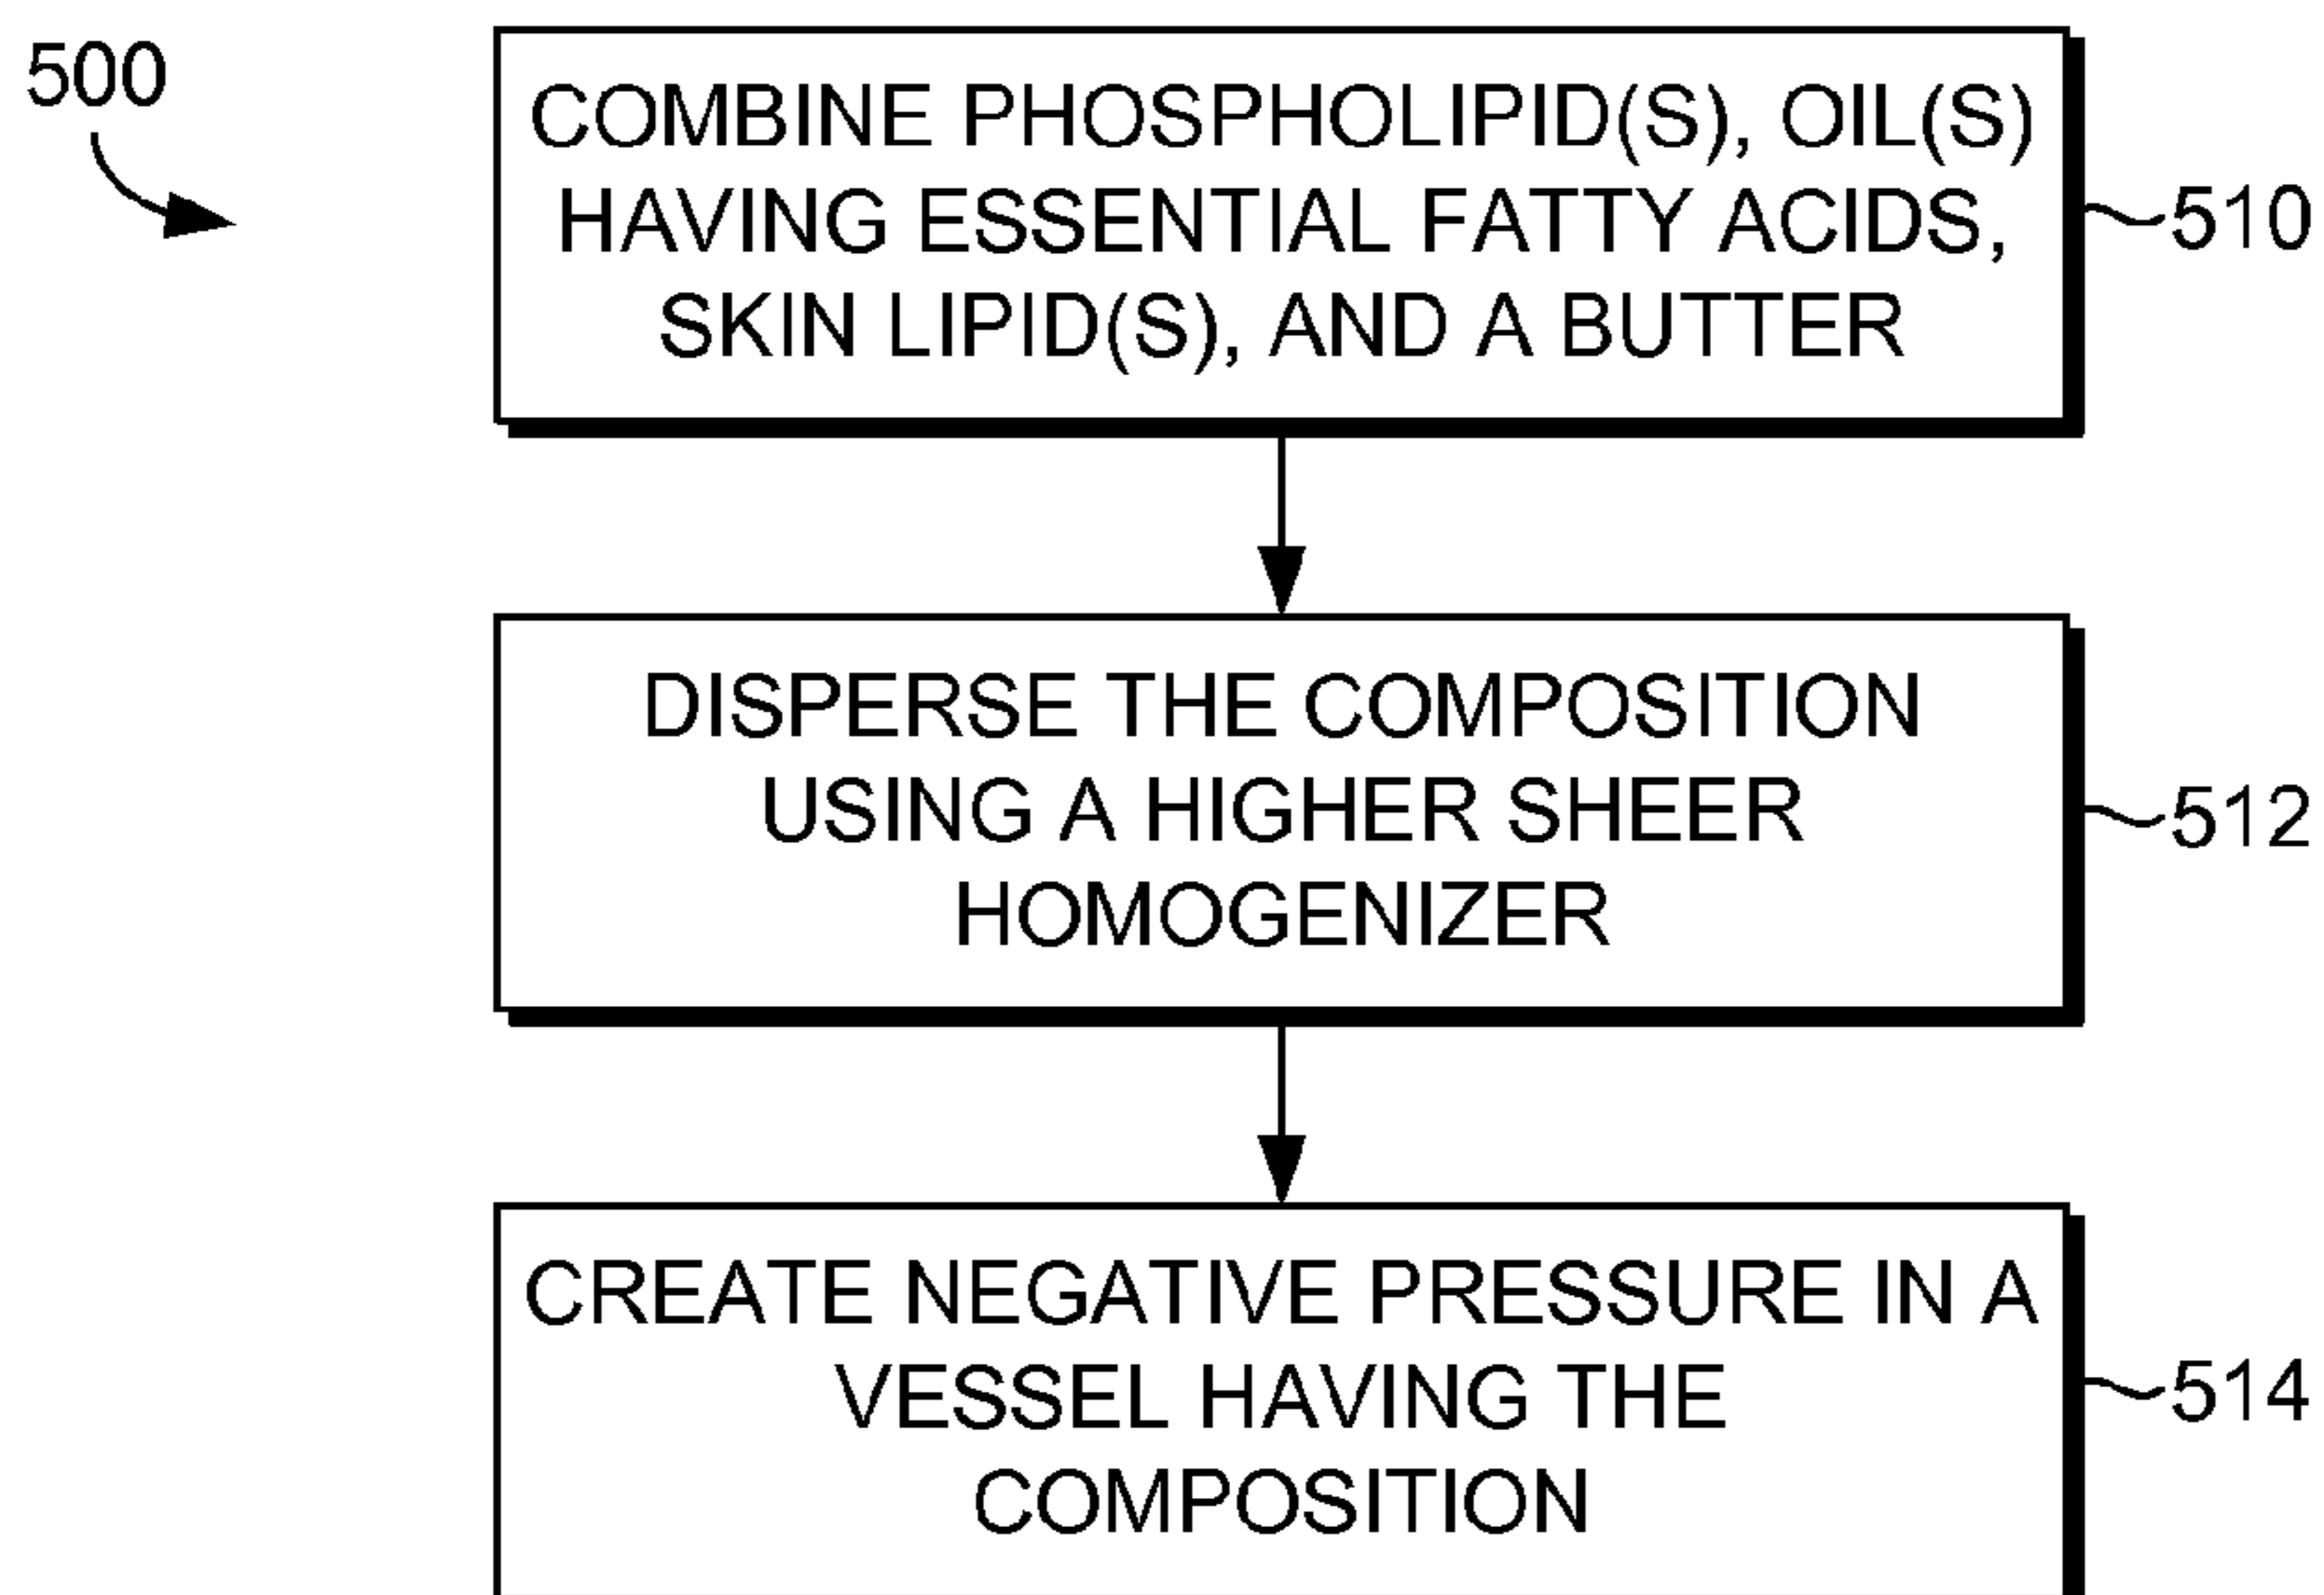 500
COMBINE PHOSPHOLIPID(S), OIL(S)
HAVING ESSENTIAL FATTY ACIDS,
SKIN LIPID(S), AND A BUTTER
510
DISPERSE THE COMPOSITION
USING A HIGHER SHEER
HOMOGENIZER
512
CREATE NEGATIVE PRESSURE IN A
VESSEL HAVING THE
COMPOSITION
514